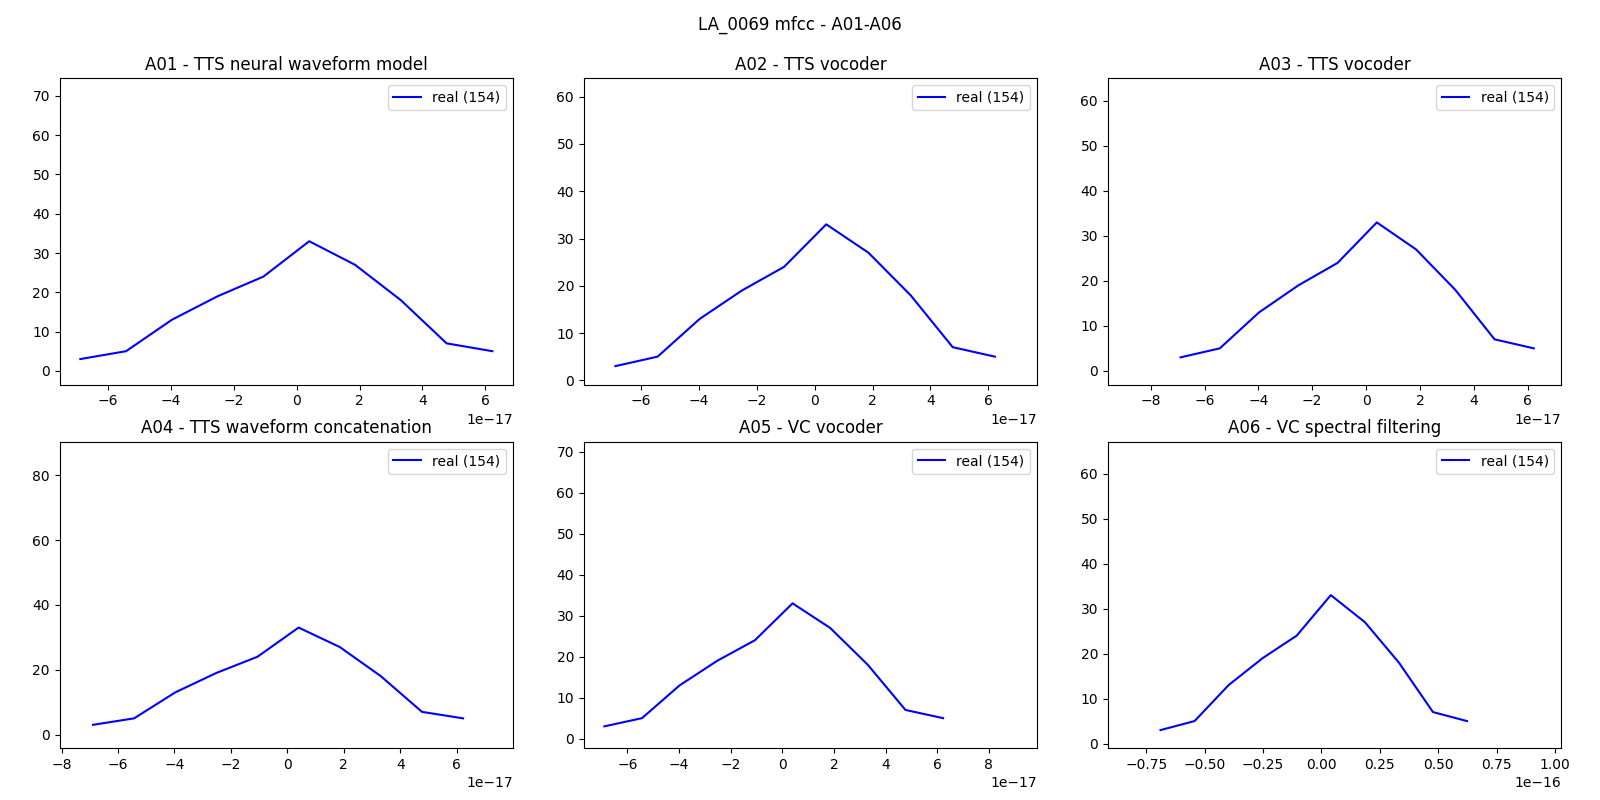 LA_0069 mfcc - A01-A06
A01 - TTS neural waveform model
real (154)
70
60
50
40
30
20
10
0
−6 −4 −2 0 2 4 6
1e−17
A02 - TTS vocoder
real (154)
60
50
40
30
20
10
0
−6 −4 −2 0 2 4 6
1e−17
A03 - TTS vocoder
real (154)
60
50
40
30
20
10
0
−8 −6 −4 −2 0 2 4 6
1e−17
A04 - TTS waveform concatenation
real (154)
80
60
40
20
0
−8 −6 −4 −2 0 2 4 6
1e−17
A05 - VC vocoder
real (154)
70
60
50
40
30
20
10
0
−6 −4 −2 0 2 4 6 8
1e−17
A06 - VC spectral filtering
real (154)
60
50
40
30
20
10
0
−0.75 −0.50 −0.25 0.00 0.25 0.50 0.75 1.00
1e−16